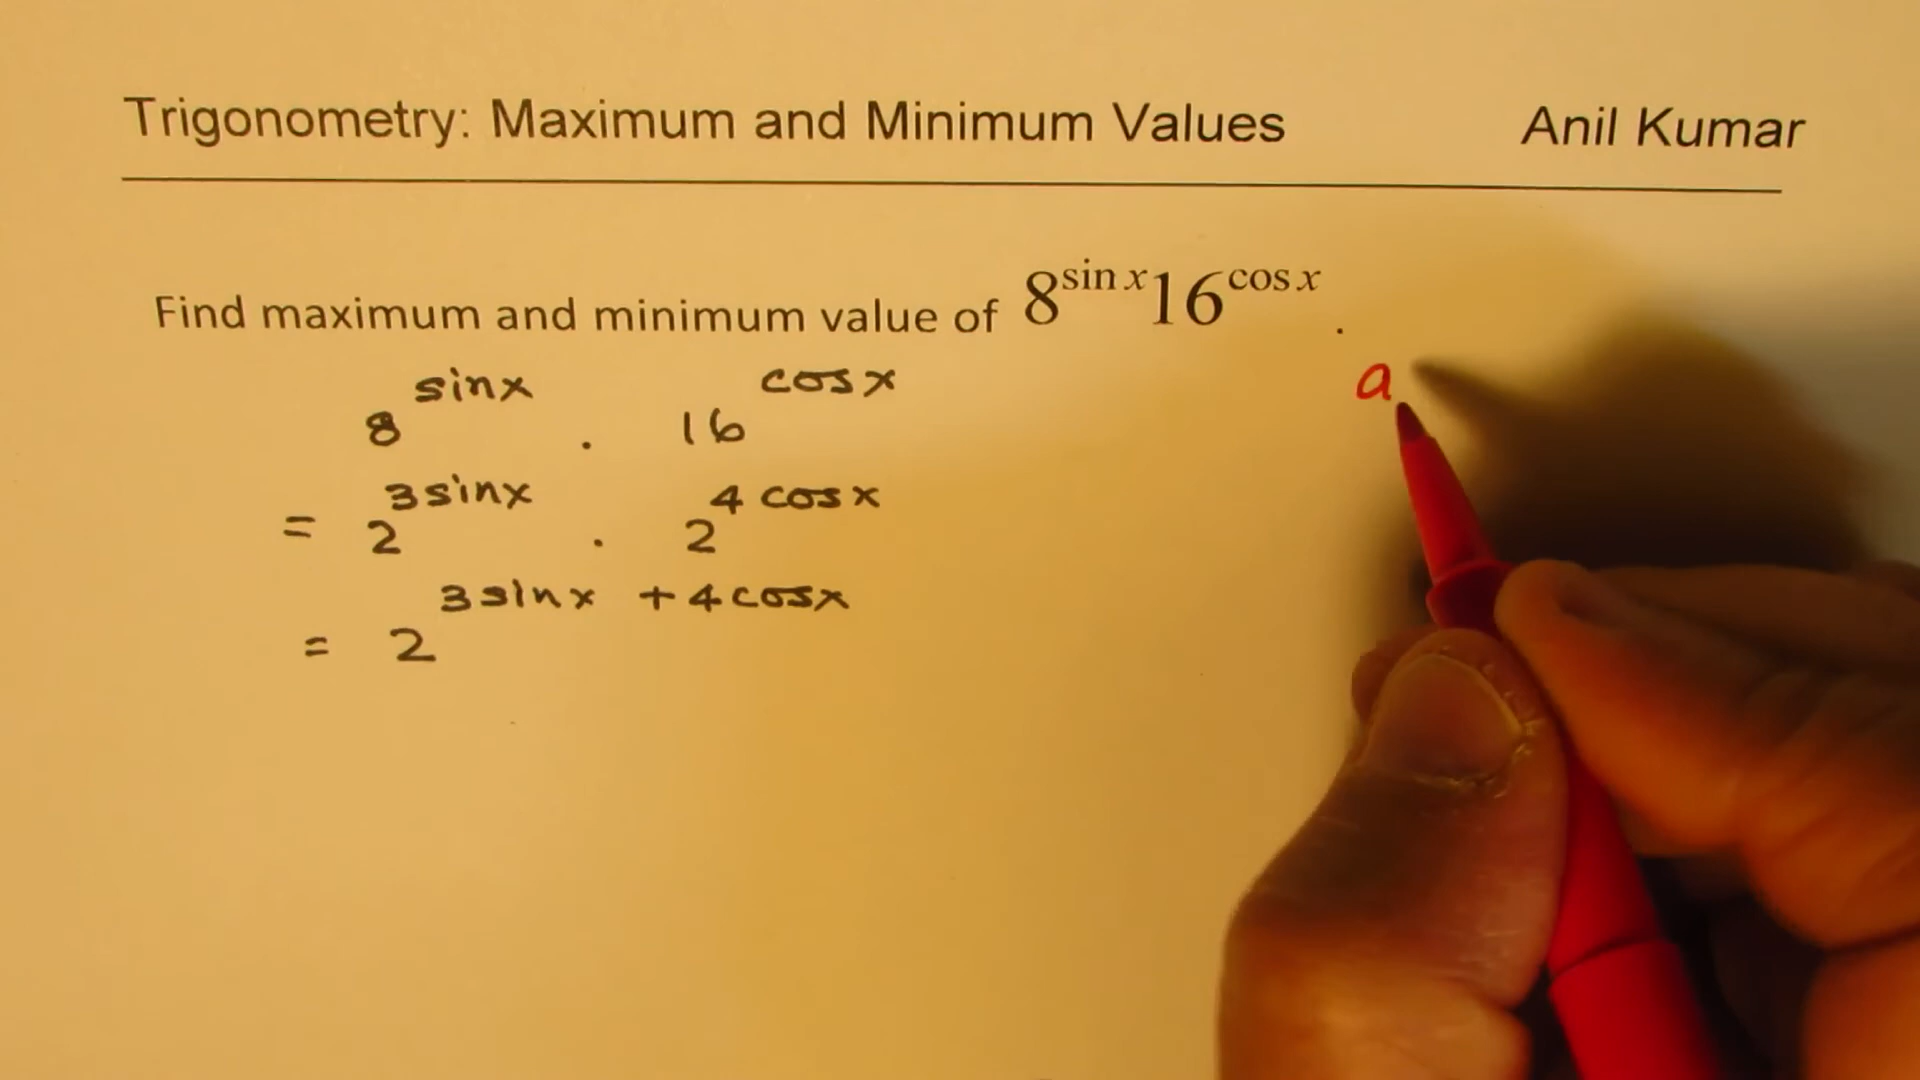 Trigonometry: Maximum and Minimum Values Anil Kumar
Find maximum and minimum value of 8^{sin x}16^{cos x}.
8^{sinx} . 16^{cosx}
= 2^{3sinx} . 2^{4cosx}
= 2^{3sinx + 4cosx}
a